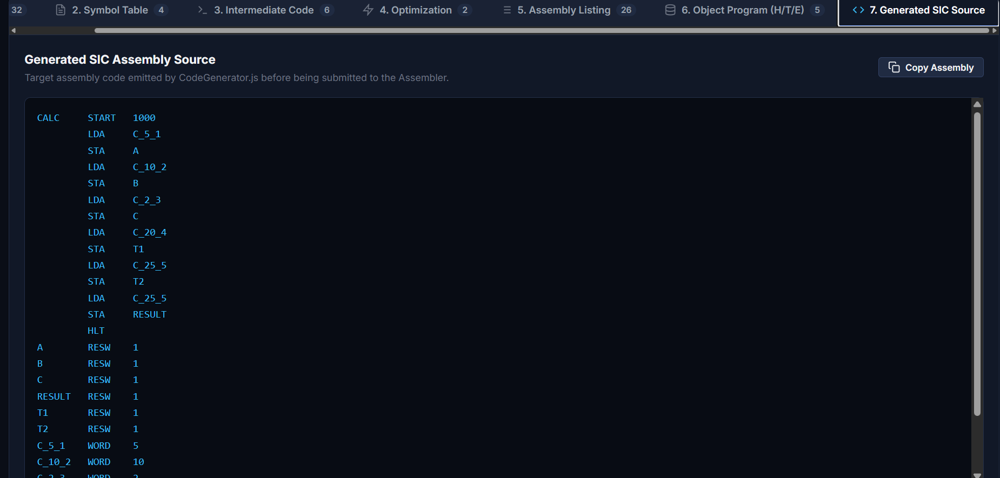 32 2. Symbol Table 4 3. Intermediate Code 6 4. Optimization 2 5. Assembly Listing 26 6. Object Program (H/T/E) 5 7. Generated SIC Source
Generated SIC Assembly Source
Copy Assembly
Target assembly code emitted by CodeGenerator.js before being submitted to the Assembler.
CALC START 1000
LDA C_5_1
STA A
LDA C_10_2
STA B
LDA C_2_3
STA C
LDA C_20_4
STA T1
LDA C_25_5
STA T2
LDA C_25_5
STA RESULT
HLT
A RESW 1
B RESW 1
C RESW 1
RESULT RESW 1
T1 RESW 1
T2 RESW 1
C_5_1 WORD 5
C_10_2 WORD 10
C_2_3 WORD 2